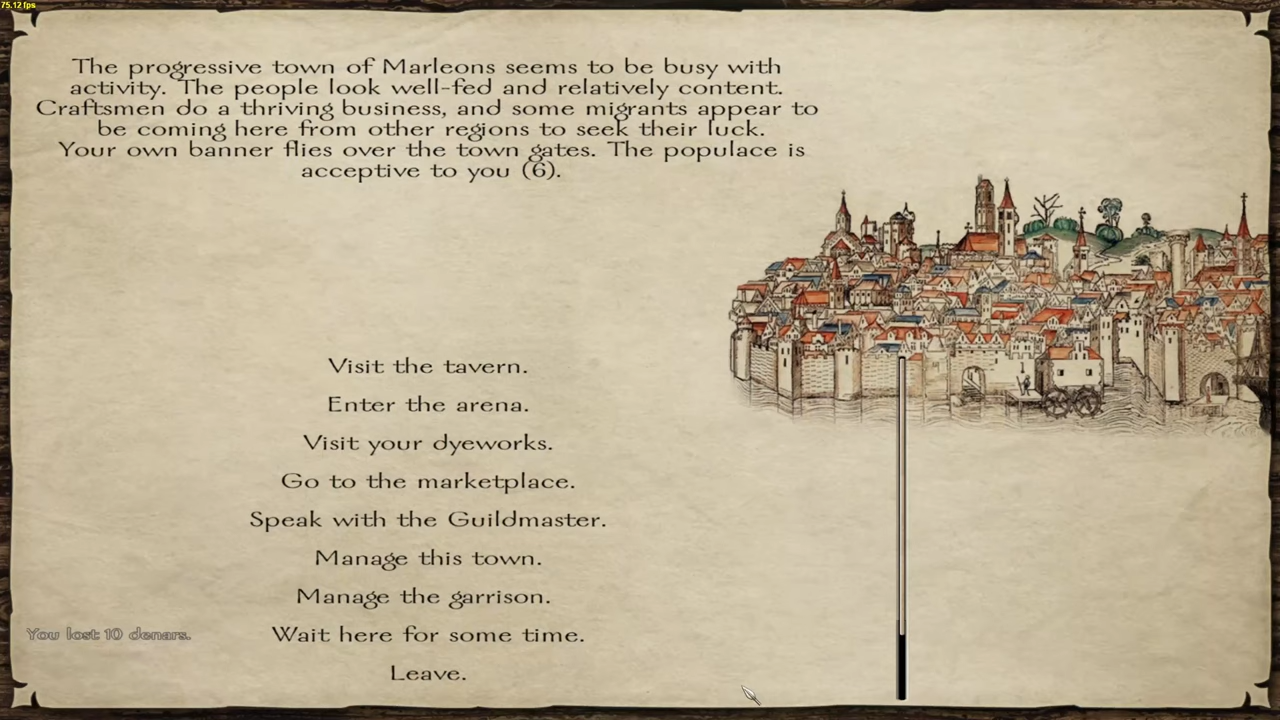 75.12 fps
The progressive town of Marleons seems to be busy with
activity. The people look well-fed and relatively content.
Craftsmen do a thriving business, and some migrants appear to
be coming here from other regions to seek their luck.
Your own banner flies over the town gates. The populace is
acceptive to you (6).
Visit the tavern.
Enter the arena.
Visit your dyeworks.
Go to the marketplace.
Speak with the Guildmaster.
Manage this town.
Manage the garrison.
You lost 10 denars.
Wait here for some time.
Leave.